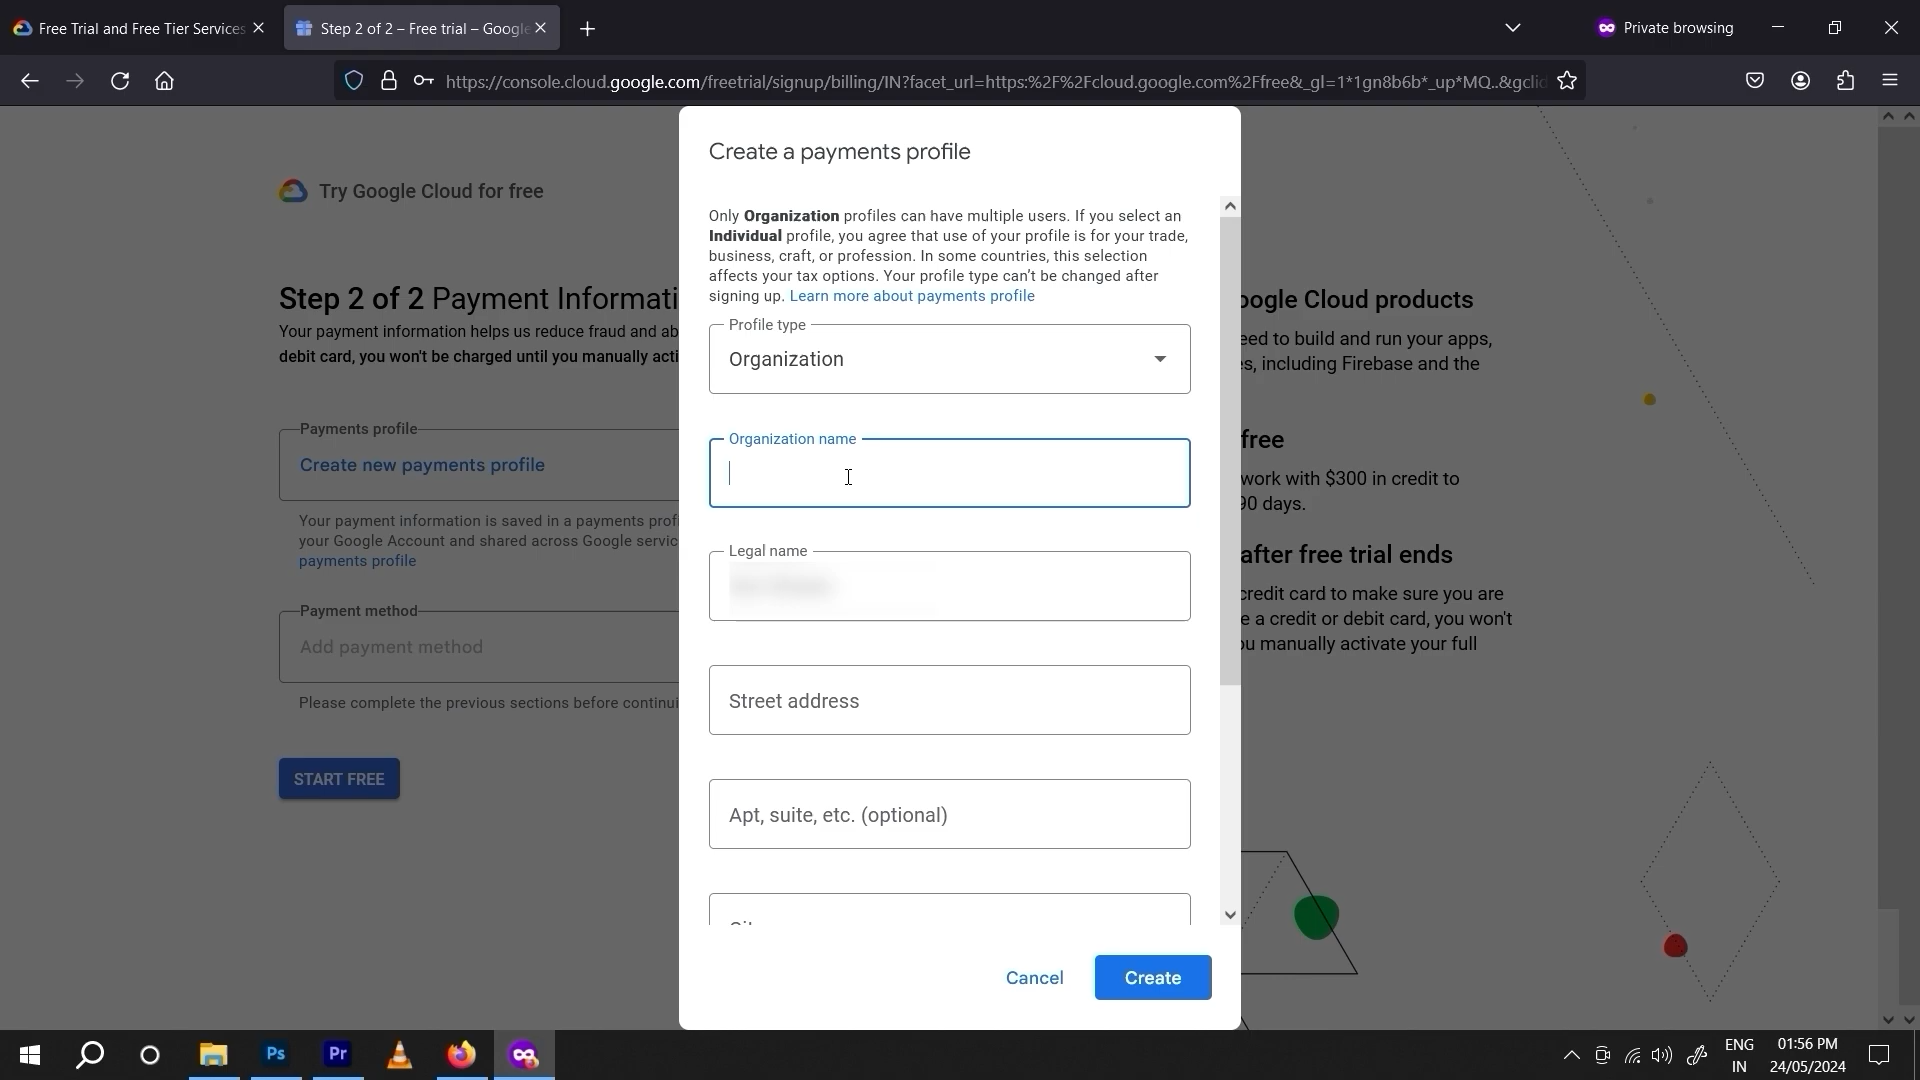 Free Trial and Free Tier Services
Step 2 of 2 – Free trial – Google
Private browsing
https://console.cloud.google.com/freetrial/signup/billing/IN?facet_url=https:%2F%2Fcloud.google.com%2Ffree&_gl=1*1gn8b6b*_up*MQ..&gclid
Try Google Cloud for free
Step 2 of 2 Payment Informati
Your payment information helps us reduce fraud and ab
debit card, you won't be charged until you manually acti
Payments profile
Create new payments profile
Your payment information is saved in a payments profi
your Google Account and shared across Google servic
payments profile
Payment method
Add payment method
Please complete the previous sections before continui
START FREE
Create a payments profile
Only Organization profiles can have multiple users. If you select an
Individual profile, you agree that use of your profile is for your trade,
business, craft, or profession. In some countries, this selection
affects your tax options. Your profile type can't be changed after
signing up. Learn more about payments profile
Profile type
Organization
Organization name
Legal name
Street address
Apt, suite, etc. (optional)
Cancel
Create
oogle Cloud products
eed to build and run your apps,
es, including Firebase and the
free
work with $300 in credit to
90 days.
after free trial ends
credit card to make sure you are
e a credit or debit card, you won't
ou manually activate your full
Ps
Pr
ENG
IN
01:56 PM
24/05/2024